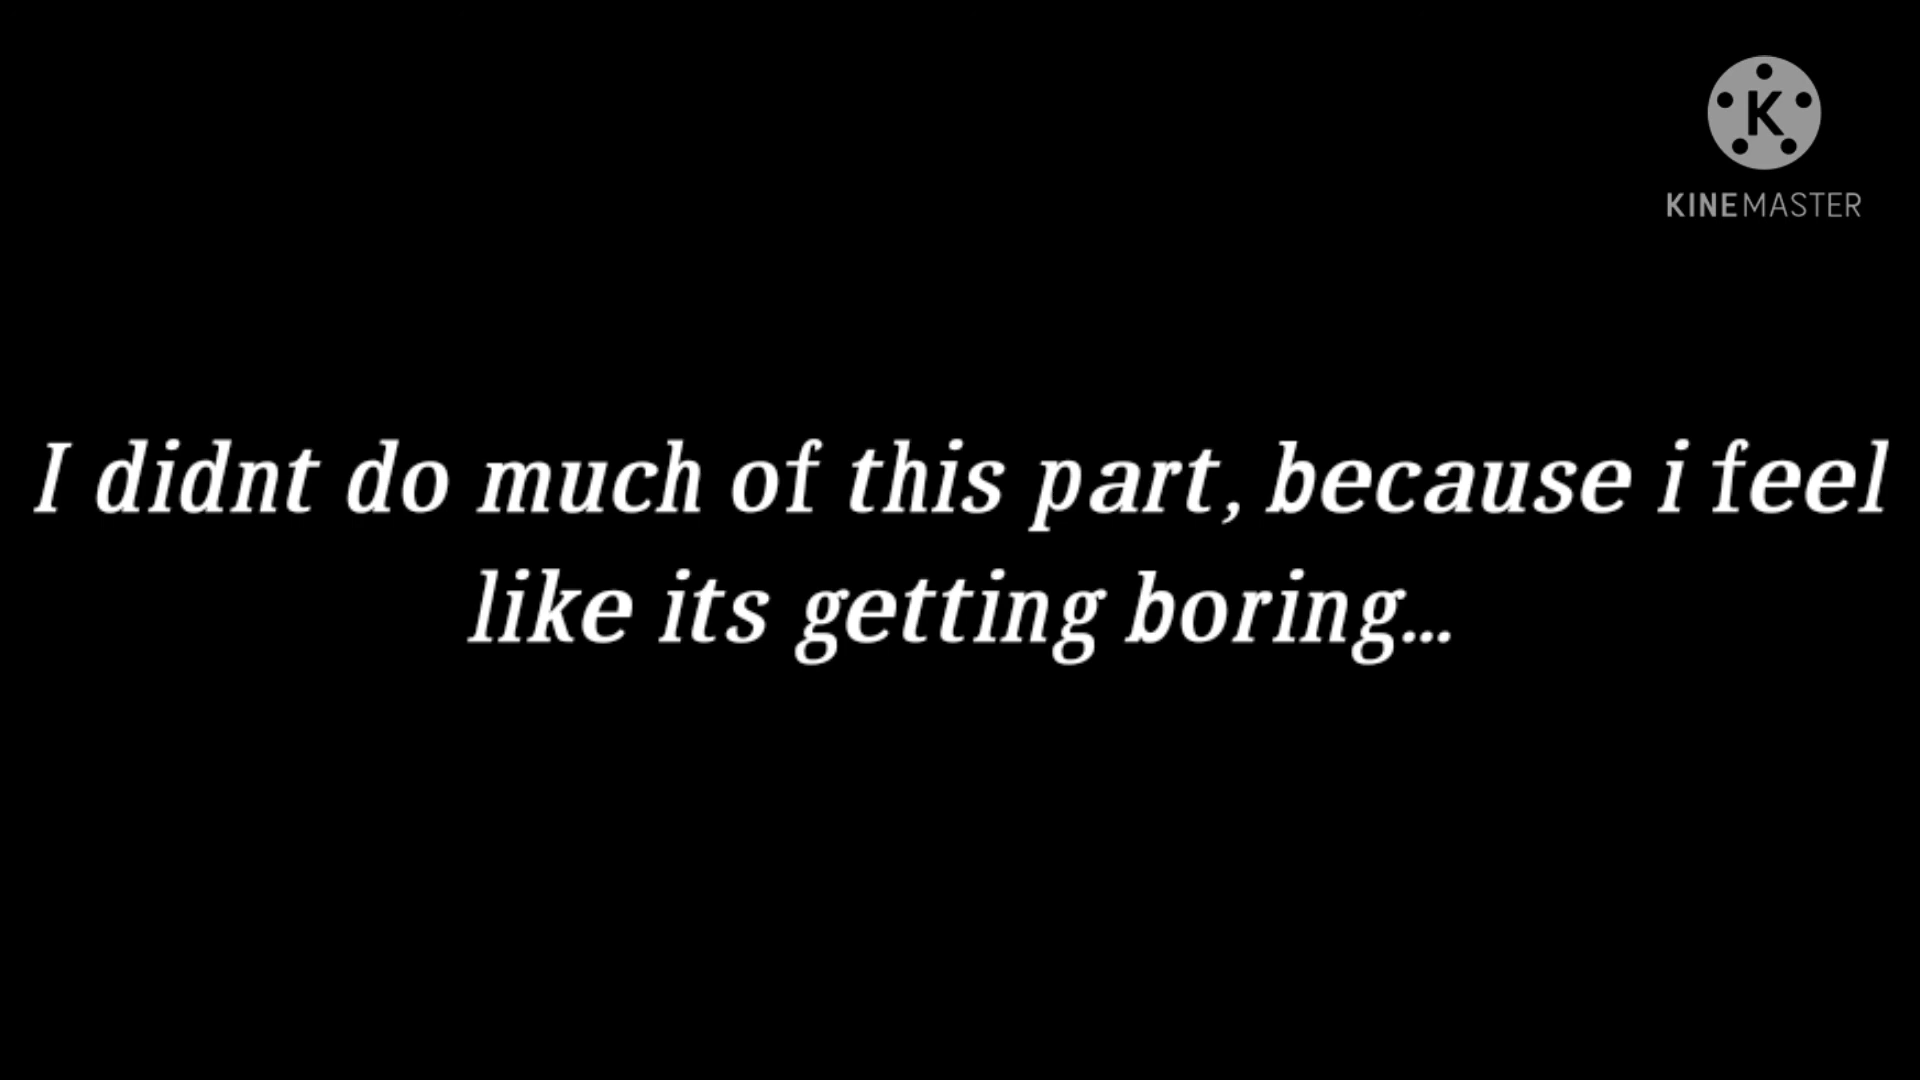 K
KINEMASTER
I didnt do much of this part, because i feel
like its getting boring...